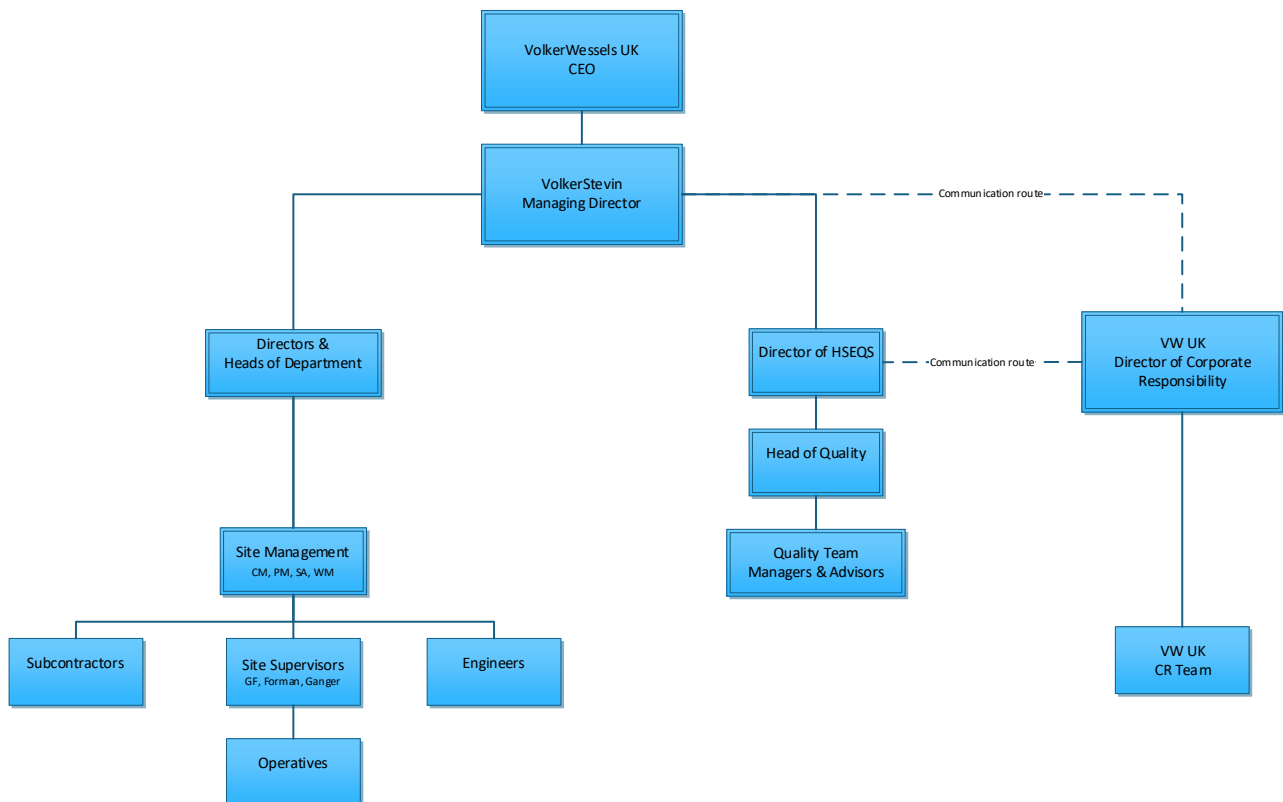 VolkerWessels UK
CEO
VolkerStevin
Managing Director
Communication route
Directors &
Heads of Department
Director of HSEQS
Communication route
VW UK
Director of Corporate
Responsibility
Head of Quality
Site Management
CM, PM, SA, WM
Quality Team
Managers & Advisors
Subcontractors
Site Supervisors
GF, Forman, Ganger
Engineers
VW UK
CR Team
Operatives